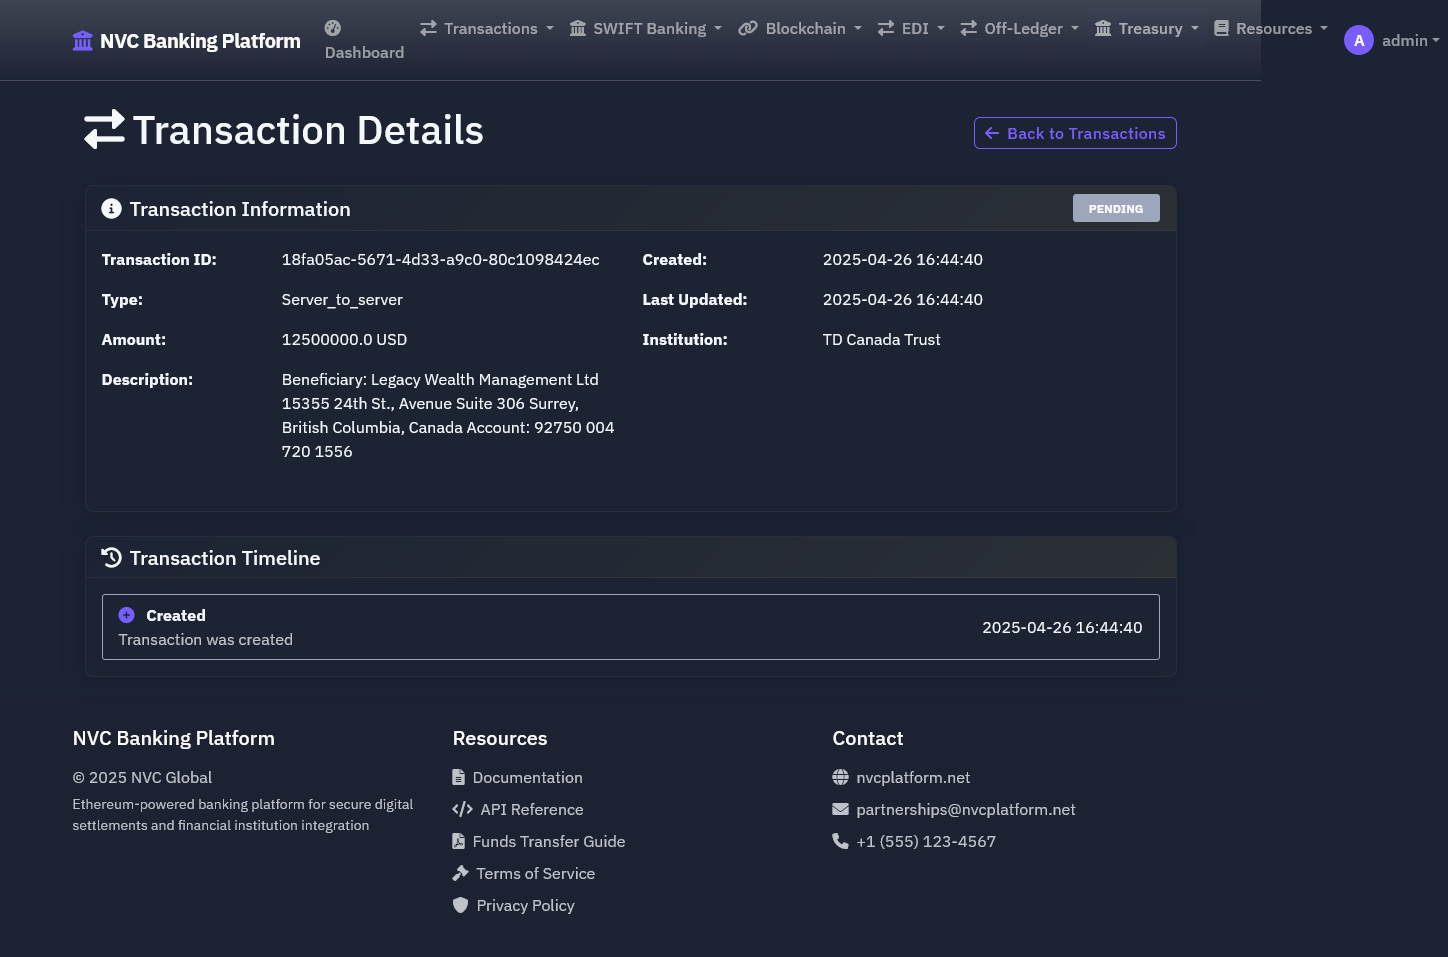 NVC Banking Platform
Dashboard
Transactions
SWIFT Banking
Blockchain
EDI
Off-Ledger
Treasury
Resources
A
admin
Transaction Details
Back to Transactions
Transaction Information
PENDING
Transaction ID: 18fa05ac-5671-4d33-a9c0-80c1098424ec
Created: 2025-04-26 16:44:40
Type: Server_to_server
Last Updated: 2025-04-26 16:44:40
Amount: 12500000.0 USD
Institution: TD Canada Trust
Description: Beneficiary: Legacy Wealth Management Ltd
15355 24th St., Avenue Suite 306 Surrey,
British Columbia, Canada Account: 92750 004
720 1556
Transaction Timeline
Created
Transaction was created
2025-04-26 16:44:40
NVC Banking Platform
© 2025 NVC Global
Ethereum-powered banking platform for secure digital
settlements and financial institution integration
Resources
Documentation
API Reference
Funds Transfer Guide
Terms of Service
Privacy Policy
Contact
nvcplatform.net
partnerships@nvcplatform.net
+1 (555) 123-4567